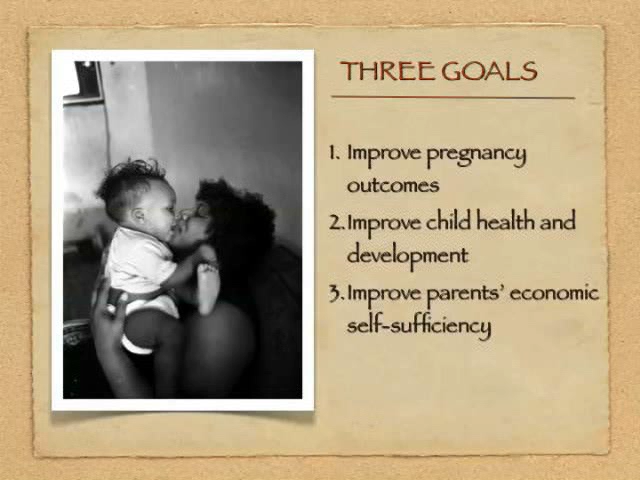 THREE GOALS
1. Improve pregnancy
outcomes
2. Improve child health and
development
3. Improve parents' economic
self-sufficiency